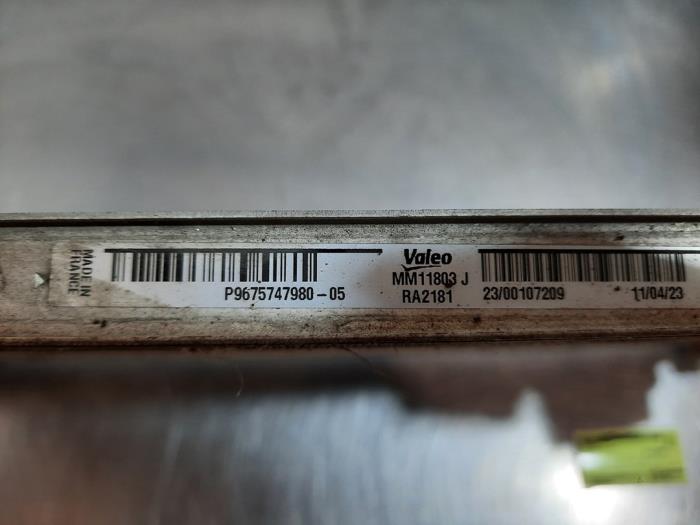 MADE IN
FRANCE
P9675747980-05
Valeo
MM11803 J
RA2181
23/00107209
11/04/23